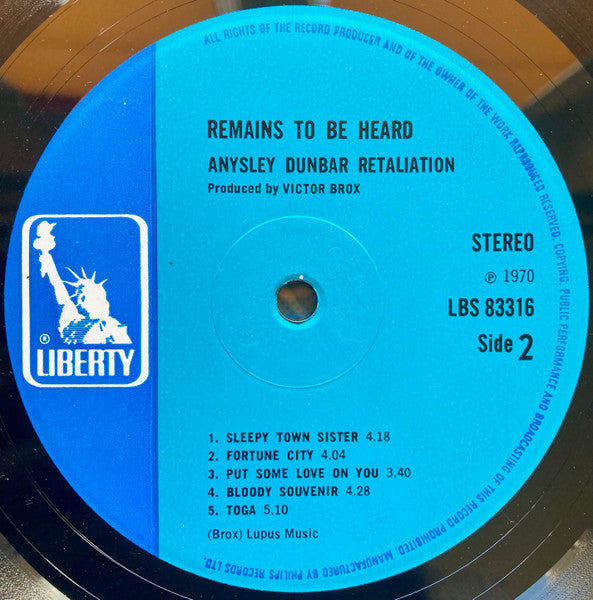 ALL RIGHTS OF THE RECORD PRODUCER AND OF THE OWNER OF THE WORK REPRODUCED RESERVED. COPYING, PUBLIC PERFORMANCE AND BROADCASTING OF THIS RECORD PROHIBITED. MANUFACTURED BY PHILIPS RECORDS LTD.
REMAINS TO BE HEARD
ANYSLEY DUNBAR RETALIATION
Produced by VICTOR BROX
STEREO
℗ 1970
LBS 83316
Side 2
® LIBERTY
1. SLEEPY TOWN SISTER 4.18
2. FORTUNE CITY 4.04
3. PUT SOME LOVE ON YOU 3.40
4. BLOODY SOUVENIR 4.28
5. TOGA 5.10
(Brox) Lupus Music